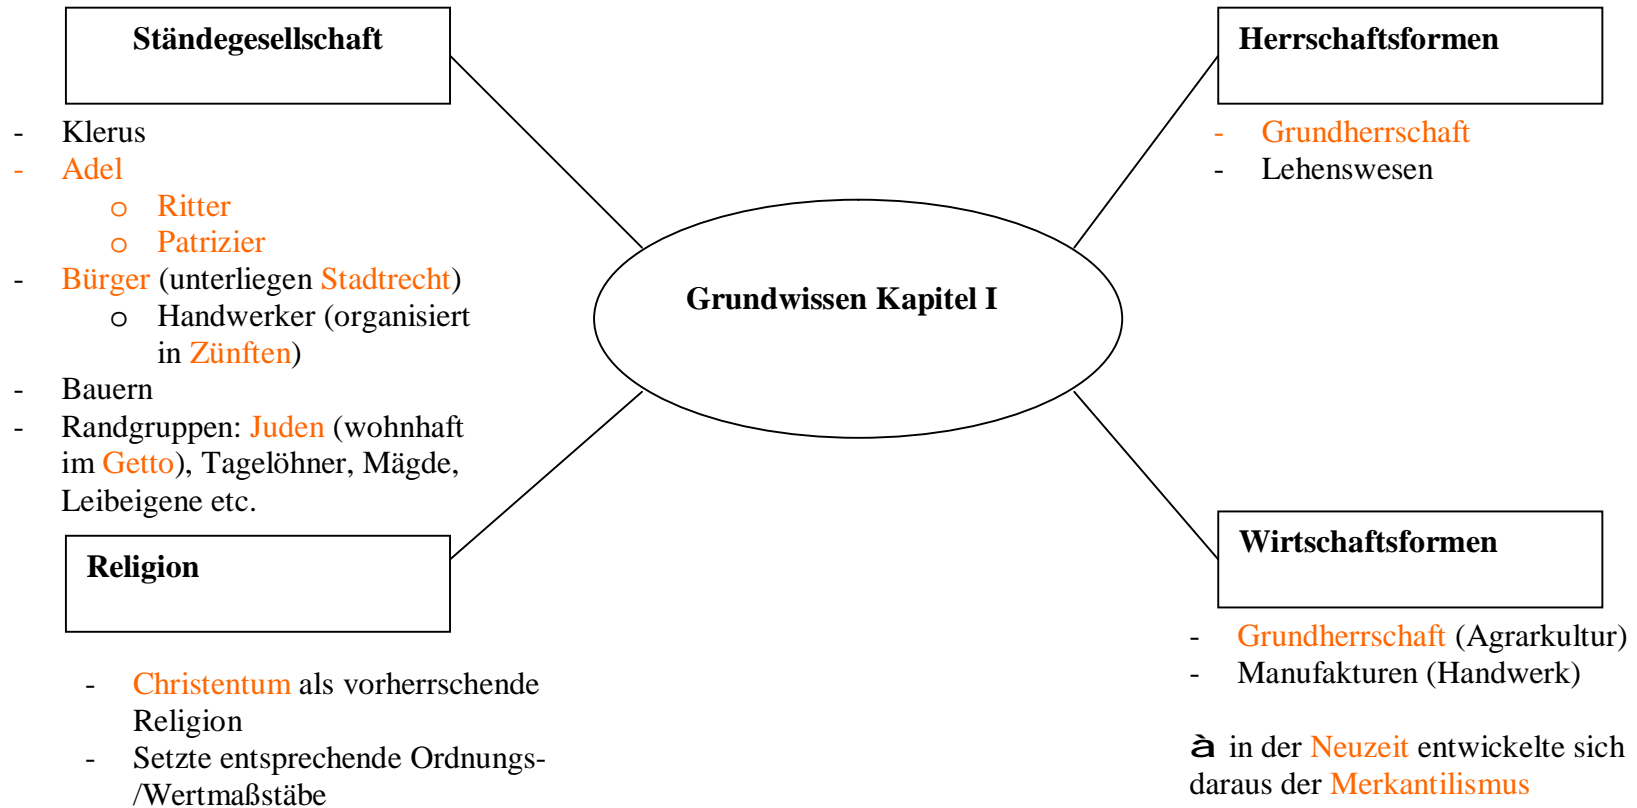 Ständegesellschaft
- Klerus
- Adel
o Ritter
o Patrizier
- Bürger (unterliegen Stadtrecht)
o Handwerker (organisiert
in Zünften)
- Bauern
- Randgruppen: Juden (wohnhaft
im Getto), Tagelöhner, Mägde,
Leibeigene etc.
Herrschaftsformen
- Grundherrschaft
- Lehenswesen
Grundwissen Kapitel I
Religion
- Christentum als vorherrschende
Religion
- Setzte entsprechende Ordnungs-
/Wertmaßstäbe
Wirtschaftsformen
- Grundherrschaft (Agrarkultur)
- Manufakturen (Handwerk)
à in der Neuzeit entwickelte sich
daraus der Merkantilismus